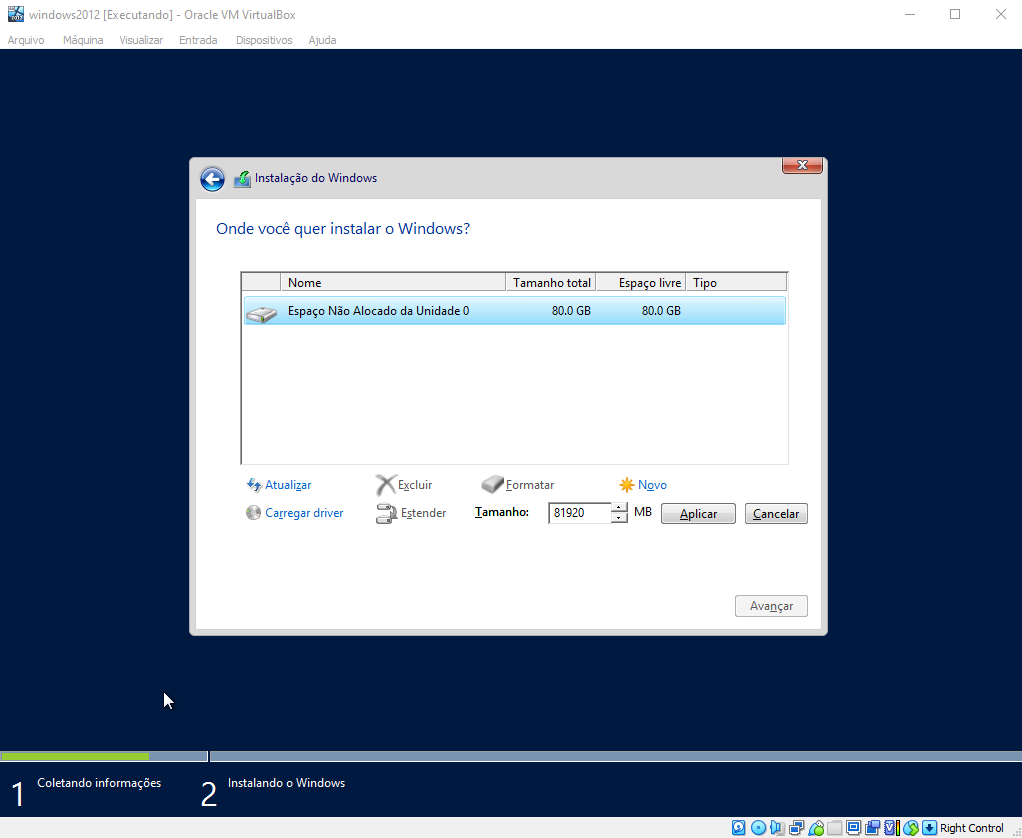 windows2012 [Executando] - Oracle VM VirtualBox
Arquivo Máquina Visualizar Entrada Dispositivos Ajuda
Instalação do Windows
Onde você quer instalar o Windows?
Nome Tamanho total Espaço livre Tipo
Espaço Não Alocado da Unidade 0 80.0 GB 80.0 GB
Atualizar Excluir Formatar Novo
Carregar driver Estender Tamanho: 81920 MB Aplicar Cancelar
Avançar
1 Coletando informações 2 Instalando o Windows
Right Control